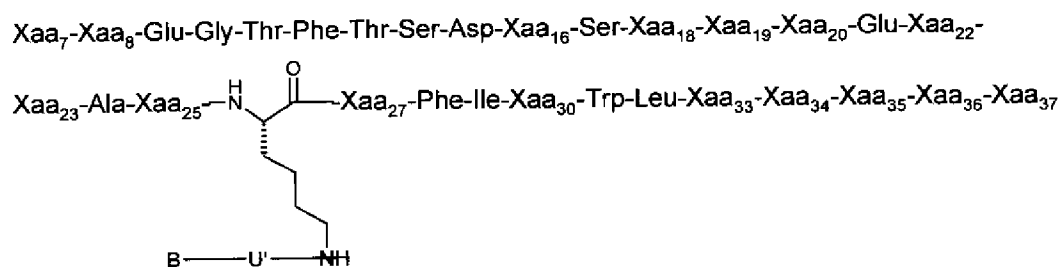 Xaa₇-Xaa₈-Glu-Gly-Thr-Phe-Thr-Ser-Asp-Xaa₁₆-Ser-Xaa₁₈-Xaa₁₉-Xaa₂₀-Glu-Xaa₂₂-
H O
Xaa₂₃-Ala-Xaa₂₅-N Xaa₂₇-Phe-Ile-Xaa₃₀-Trp-Leu-Xaa₃₃-Xaa₃₄-Xaa₃₅-Xaa₃₆-Xaa₃₇
B U' NH